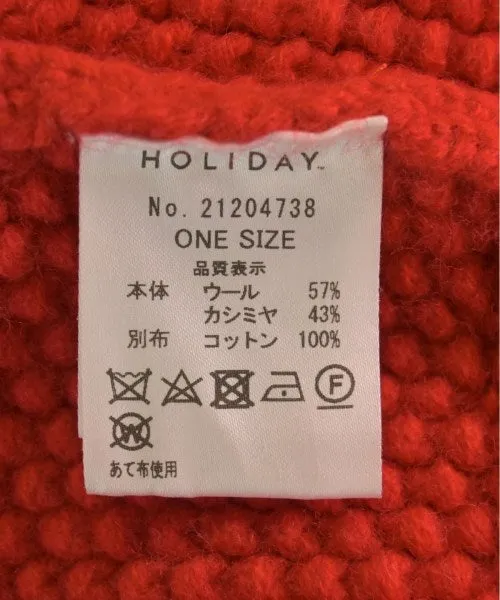 HOLIDAY™
No. 21204738
ONE SIZE
品質表示
本体 ウール 57%
カシミヤ 43%
別布 コットン 100%
F
W
あて布使用